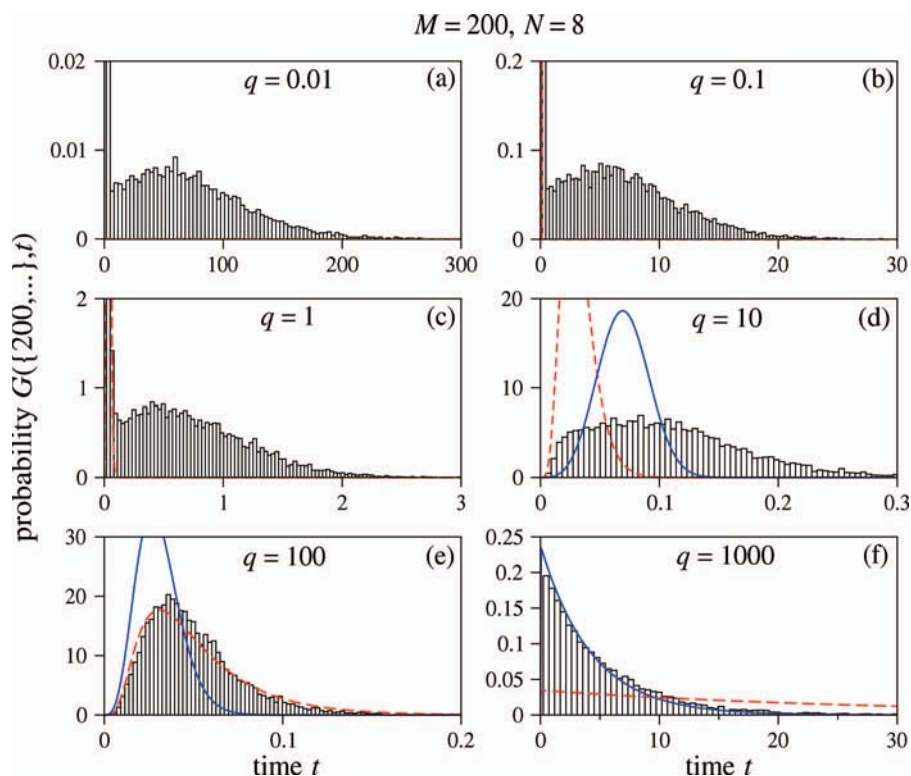 M = 200, N = 8
probability G({200,...},t)
0.02
0.01
0
q = 0.01
(a)
0
100
200
300
0.2
0.1
0
q = 0.1
(b)
0
10
20
30
2
1
0
q = 1
(c)
0
1
2
3
20
10
0
q = 10
(d)
0
0.1
0.2
0.3
30
20
10
0
q = 100
(e)
0
0.1
0.2
time t
0.25
0.2
0.15
0.1
0.05
0
q = 1000
(f)
0
10
20
30
time t